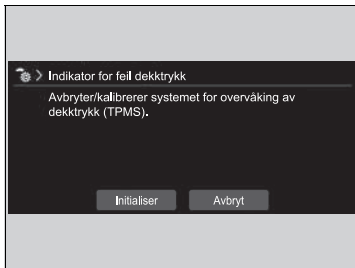 Indikator for feil dekktrykk
Avbryter/kalibrerer systemet for overvåking av
dekktrykk (TPMS).
Initialiser
Avbryt